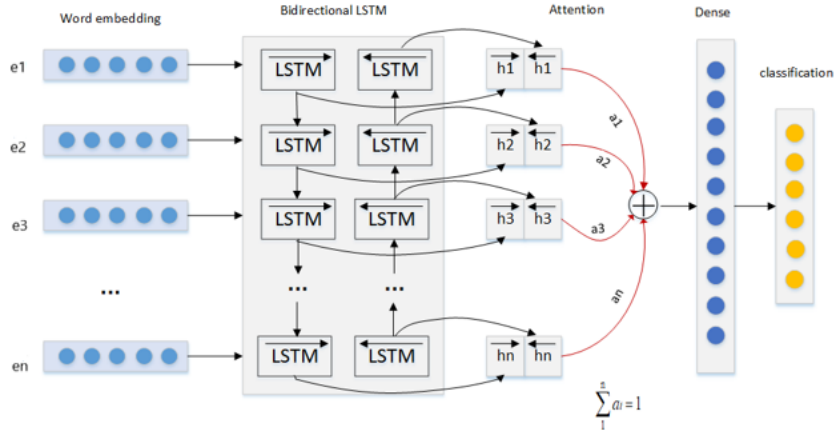 Word embedding
Bidirectional LSTM
Attention
Dense
classification
e1
LSTM
LSTM
h1
h1
a1
e2
LSTM
LSTM
h2
h2
a2
e3
LSTM
LSTM
h3
h3
a3
...
...
...
an
en
LSTM
LSTM
hn
hn
n
∑ ai = 1
1